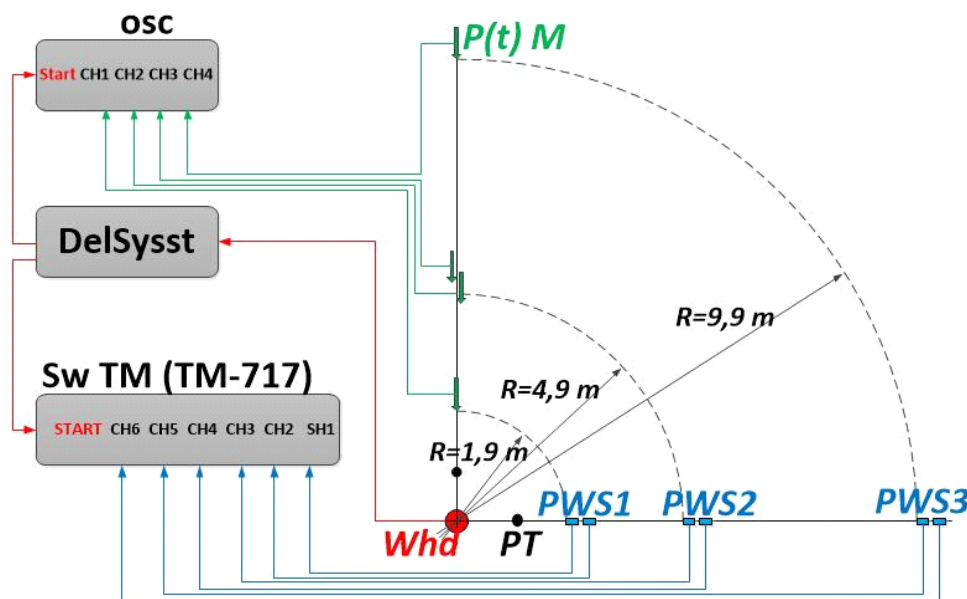 osc
Start CH1 CH2 CH3 CH4
P(t) M
DelSysst
R=9,9 m
Sw TM (TM-717)
R=4,9 m
START CH6 CH5 CH4 CH3 CH2 SH1
R=1,9 m
PWS1 PWS2 PWS3
Whd PT